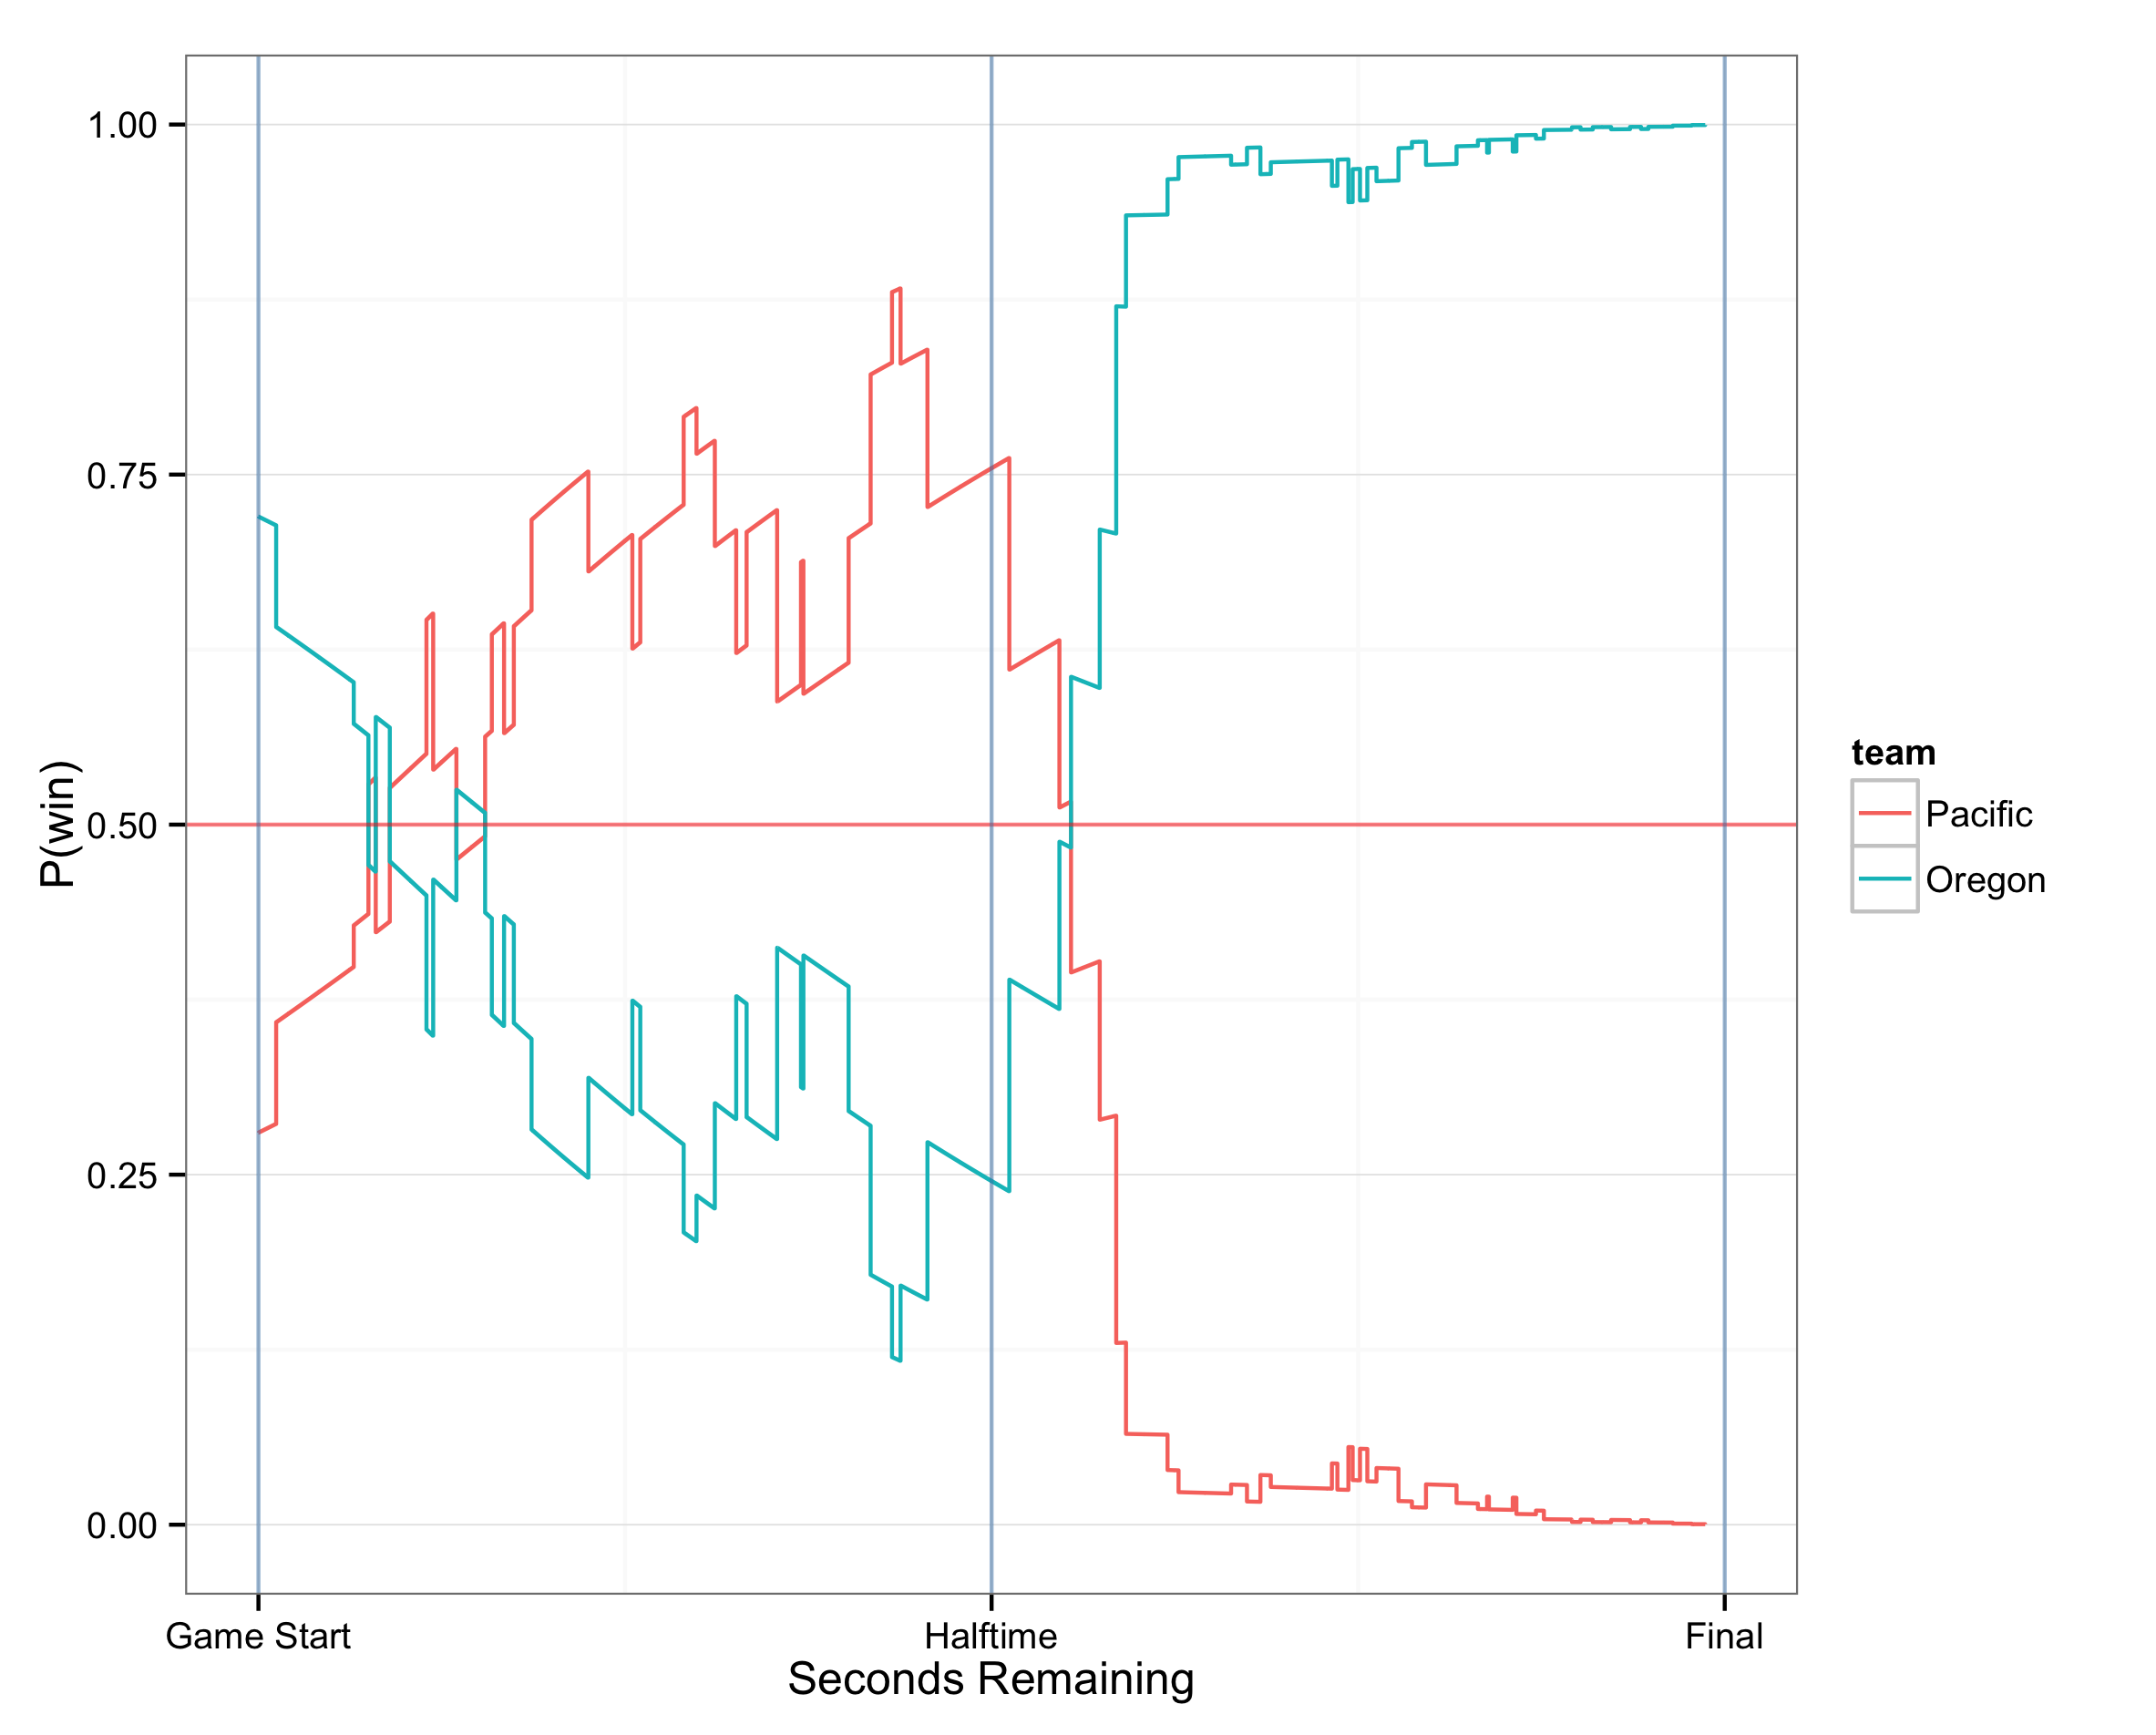 1.00
0.75
0.50
0.25
0.00
P(win)
Game Start
Halftime
Final
Seconds Remaining
team
Pacific
Oregon